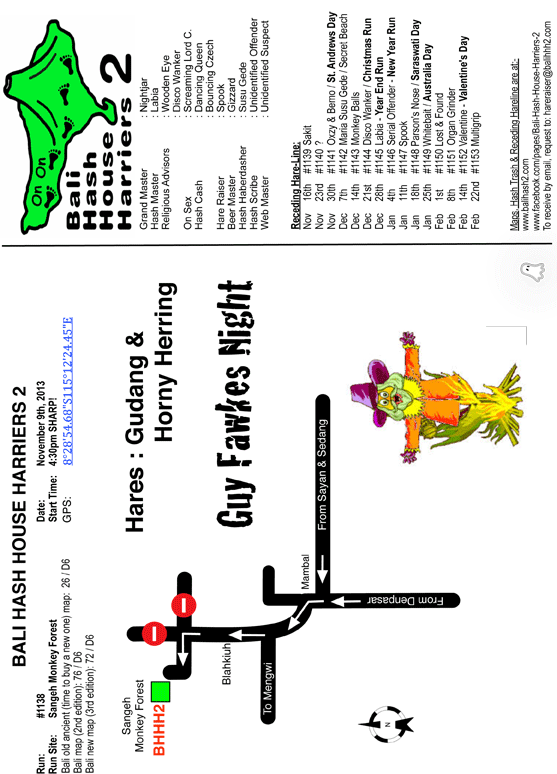 BALI HASH HOUSE HARRIERS 2
Run: #1138
Run Site: Sangeh Monkey Forest
Bali old ancient (time to buy a new one) map: 26 / D6
Bali map (2nd edition): 76 / D6
Bali new map (3rd edition): 72 / D6
Date: November 9th, 2013
Start Time: 4:30pm SHARP!
GPS: 8°28'54.68"S115°12'24.45"E
Hares : Gudang &
Horny Herring
Guy Fawkes Night
Sangeh
Monkey Forest
BHHH2
Blahkiuh
To Mengwi
Mambal
From Sayan & Sedang
From Denpasar
N
On On
Bali
Hash
House
Harriers 2
Grand Master Nightjar
Hash Master Labia
Religious Advisors Wooden Eye
Disco Wanker
On Sex Screaming Lord C.
Hash Cash Dancing Queen
Bouncing Czech
Hare Raiser Spook
Beer Master Gizzard
Hash Haberdasher Susu Gede
Hash Scribe Unidentified Offender
Web Master Unidentified Suspect
Receding Hare-Line:
Nov 16th #1139 Sakit
Nov 23rd #1140 ?
Nov 30th #1141 Orzy & Berno / St. Andrews Day
Dec 7th #1142 Maria Susu Gede / Secret Beach
Dec 14th #1143 Monkey Balls
Dec 21st #1144 Disco Wanker / Christmas Run
Dec 28th #1145 Labia - Year End Run
Jan 4th #1146 Serial Offender - New Year Run
Jan 11th #1147 Spook
Jan 18th #1148 Parson's Nose / Saraswati Day
Jan 25th #1149 Whitebait / Australia Day
Feb 1st #1150 Lost & Found
Feb 8th #1151 Organ Grinder
Feb 14th #1152 Valentine - Valentine's Day
Feb 22nd #1153 Multigrip
Maps, Hash Trash & Receding Hareline are at:-
www.balihash2.com
www.facebook.com/pages/Bali-Hash-House-Harriers-2
To receive by email, request to: hareraiser@balihhh2.com